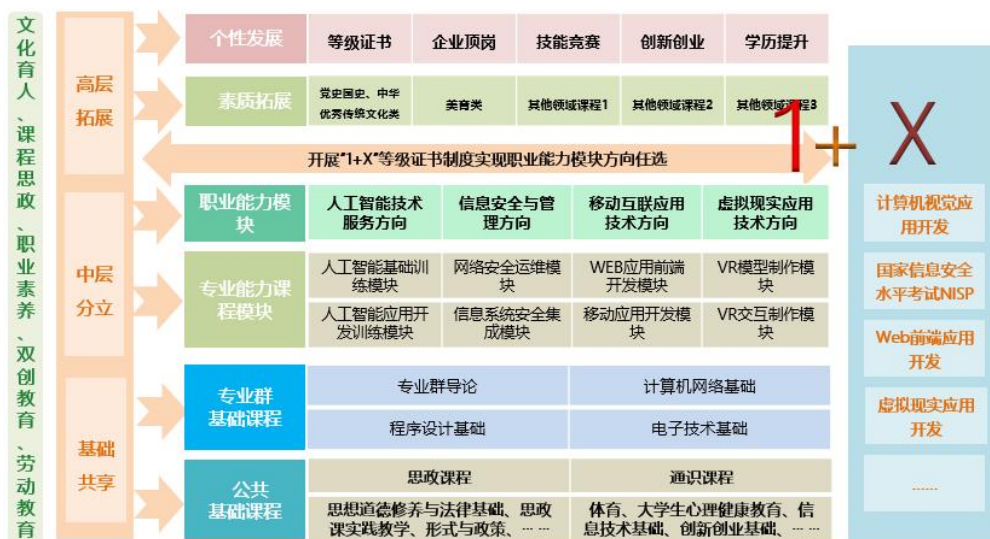 文化育人、课程思政、职业素养、双创教育、劳动教育
高层
拓展
个性发展
等级证书
企业顶岗
技能竞赛
创新创业
学历提升
素质拓展
党史国史、中华
优秀传统文化类
美育类
其他领域课程1
其他领域课程2
其他领域课程3
开展"1+X"等级证书制度实现职业能力模块方向任选
1+
X
中层
分立
职业能力模
块
人工智能技术
服务方向
信息安全与管
理方向
移动互联应用
技术方向
虚拟现实应用
技术方向
专业能力课
程模块
人工智能基础训
练模块
网络安全运维模
块
WEB应用前端
开发模块
VR模型制作模
块
人工智能应用开
发训练模块
信息系统安全集
成模块
移动应用开发模
块
VR交互制作模
块
基础
共享
专业群
基础课程
专业群导论
计算机网络基础
程序设计基础
电子技术基础
公共
基础课程
思政课程
通识课程
思想道德修养与法律基础、思政
课实践教学、形式与政策、……
体育、大学生心理健康教育、信
息技术基础、创新创业基础、……
计算机视觉应
用开发
国家信息安全
水平考试NISP
Web前端应用
开发
虚拟现实应用
开发
……